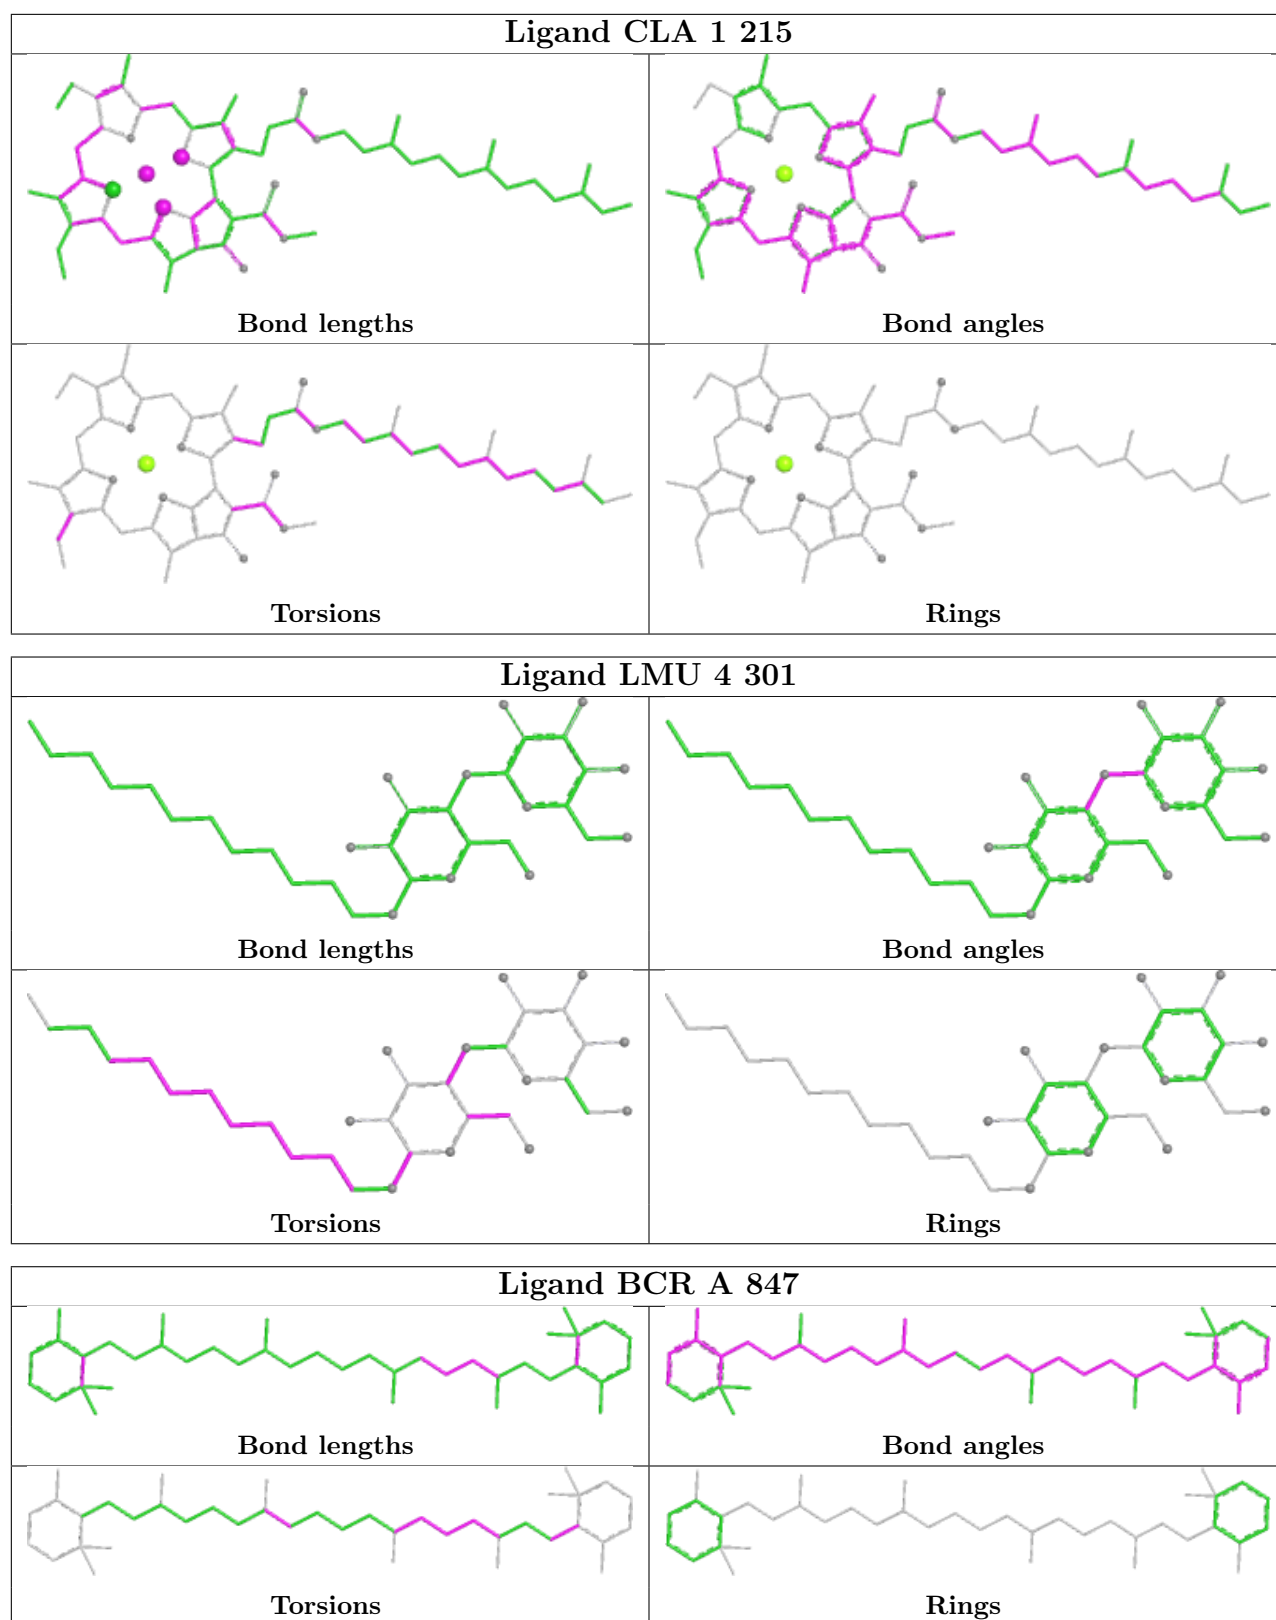 Ligand CLA 1 215
Bond lengths
Bond angles
Torsions
Rings
Ligand LMU 4 301
Bond lengths
Bond angles
Torsions
Rings
Ligand BCR A 847
Bond lengths
Bond angles
Torsions
Rings